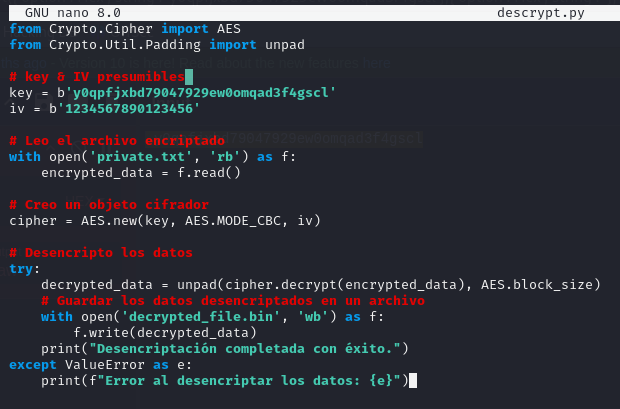 GNU nano 8.0 descrypt.py
from Crypto.Cipher import AES
from Crypto.Util.Padding import unpad
# key & IV presumibles
key = b'y0qpfjxbd79047929ew0omqad3f4gscl'
iv = b'1234567890123456'
# Leo el archivo encriptado
with open('private.txt', 'rb') as f:
encrypted_data = f.read()
# Creo un objeto cifrador
cipher = AES.new(key, AES.MODE_CBC, iv)
# Desencripto los datos
try:
decrypted_data = unpad(cipher.decrypt(encrypted_data), AES.block_size)
# Guardar los datos desencriptados en un archivo
with open('decrypted_file.bin', 'wb') as f:
f.write(decrypted_data)
print("Desencriptación completada con éxito.")
except ValueError as e:
print(f"Error al desencriptar los datos: {e}")